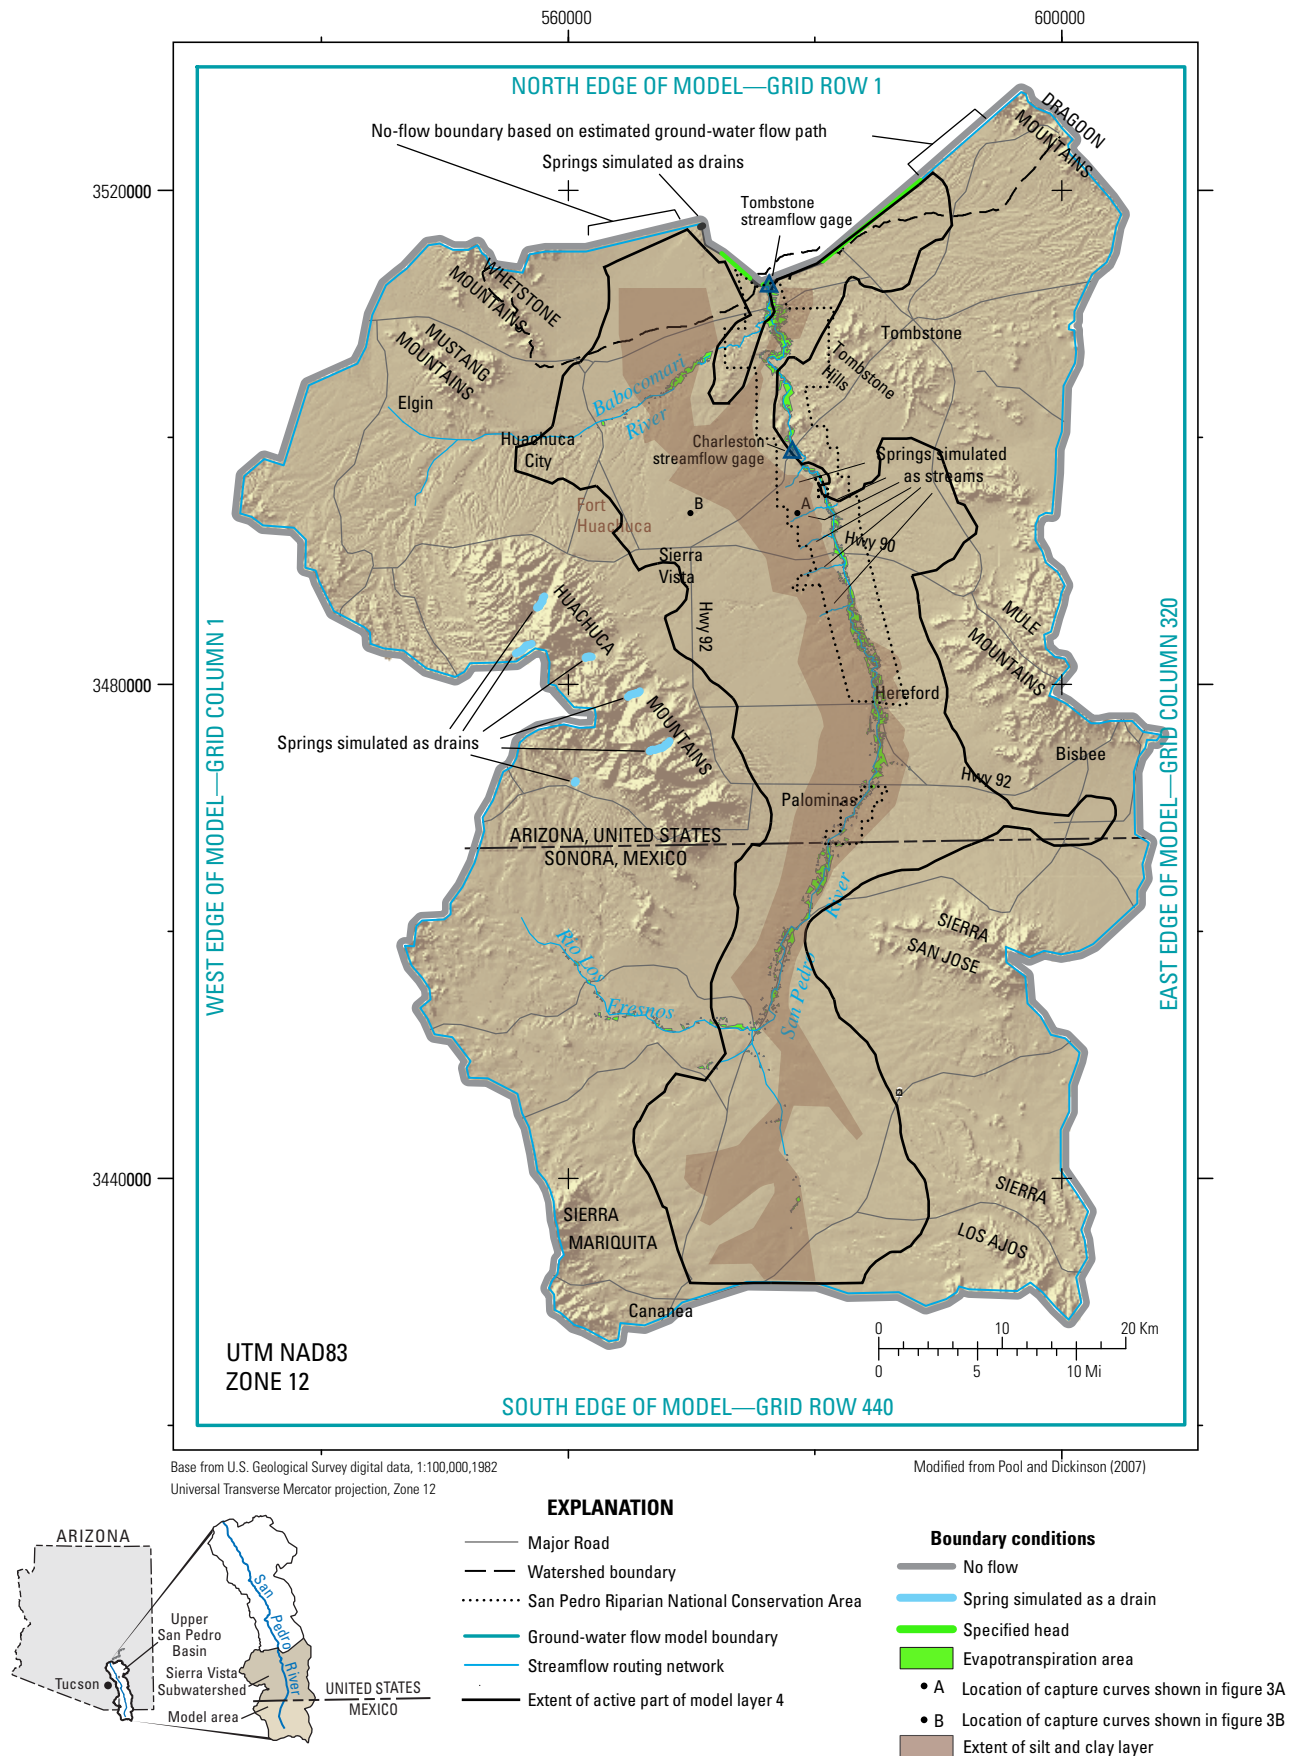 560000
600000
NORTH EDGE OF MODEL—GRID ROW 1
DRAGOON
MOUNTAINS
No-flow boundary based on estimated ground-water flow path
Springs simulated as drains
3520000
Tombstone
streamflow gage
WHETSTONE
MOUNTAINS
MUSTANG
MOUNTAINS
Tombstone
Tombstone
Hills
Babocomari
River
Elgin
Huachuca
City
Charleston
streamflow gage
Springs simulated
as streams
Fort
Huachuca
B
A
Hwy 90
Sierra
Vista
HUACHUCA
MOUNTAINS
Hwy 92
MULE
MOUNTAINS
WEST EDGE OF MODEL—GRID COLUMN 1
EAST EDGE OF MODEL—GRID COLUMN 320
3480000
Hereford
Springs simulated as drains
Bisbee
Hwy 92
Palominas
ARIZONA, UNITED STATES
SONORA, MEXICO
San Pedro River
SIERRA
SAN JOSE
Rio Los
Fresnos
3440000
SIERRA
MARIQUITA
SIERRA
LOS AJOS
Cananea
0 10 20 Km
0 5 10 Mi
UTM NAD83
ZONE 12
SOUTH EDGE OF MODEL—GRID ROW 440
Base from U.S. Geological Survey digital data, 1:100,000,1982
Universal Transverse Mercator projection, Zone 12
Modified from Pool and Dickinson (2007)
ARIZONA
Upper
San Pedro
Basin
Tucson
San Pedro River
Sierra Vista
Subwatershed
Model area
UNITED STATES
MEXICO
EXPLANATION
Major Road
Watershed boundary
San Pedro Riparian National Conservation Area
Ground-water flow model boundary
Streamflow routing network
Extent of active part of model layer 4
Boundary conditions
No flow
Spring simulated as a drain
Specified head
Evapotranspiration area
A Location of capture curves shown in figure 3A
B Location of capture curves shown in figure 3B
Extent of silt and clay layer